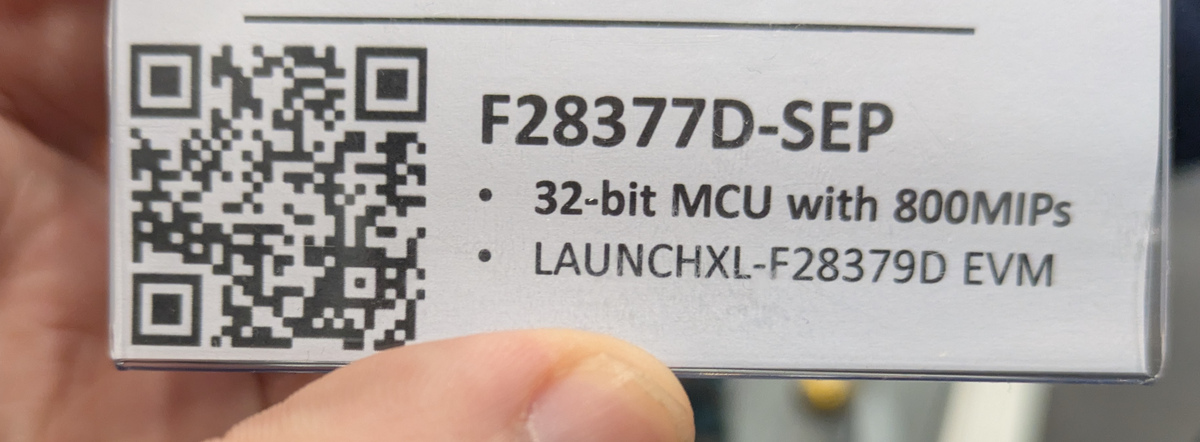 F28377D-SEP
• 32-bit MCU with 800MIPs
• LAUNCHXL-F28379D EVM